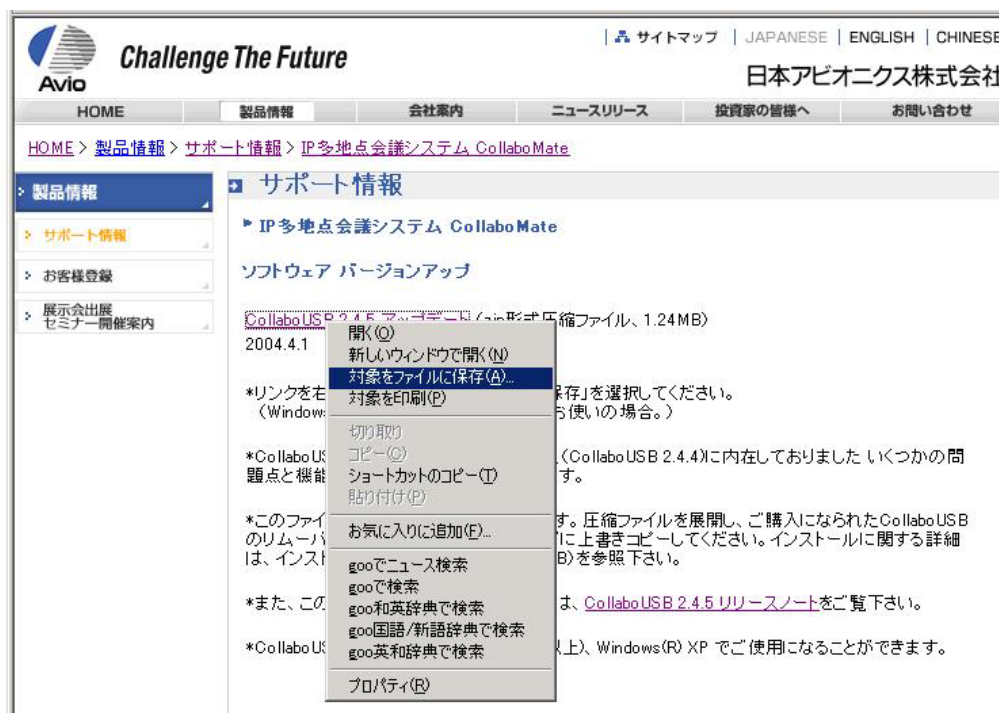 サイトマップ | JAPANESE | ENGLISH | CHINESE
Avio
Challenge The Future
日本アビオニクス株式会社
HOME 製品情報 会社案内 ニュースリリース 投資家の皆様へ お問い合わせ
HOME > 製品情報 > サポート情報 > IP多地点会議システム CollaboMate
製品情報
サポート情報
お客様登録
展示会出展
セミナー開催案内
サポート情報
IP多地点会議システム CollaboMate
ソフトウェア バージョンアップ
CollaboUSB 2.4.5 アップデート (zip形式圧縮ファイル、1.24MB)
2004.4.1
*リンクを右
保存」を選択してください。
(Window
お使いの場合。)
*CollaboUS
(CollaboUSB 2.4.4)に内在しておりました いくつかの問
題点と機能
す。
*このファイ
す。圧縮ファイルを展開し、ご購入になられたCollaboUSB
のリムーバ
に上書きコピーしてください。インストールに関する詳細
は、インスト
B)を参照下さい。
*また、この
は、CollaboUSB 2.4.5 リリースノートをご覧下さい。
*CollaboUS
以上)、Windows(R) XP でご使用になることができます。
開く(O)
新しいウィンドウで開く(N)
対象をファイルに保存(A)...
対象を印刷(P)
切り取り
コピー(C)
ショートカットのコピー(T)
貼り付け(P)
お気に入りに追加(F)...
gooでニュース検索
gooで検索
goo和英辞典で検索
goo国語/新語辞典で検索
goo英和辞典で検索
プロパティ(R)